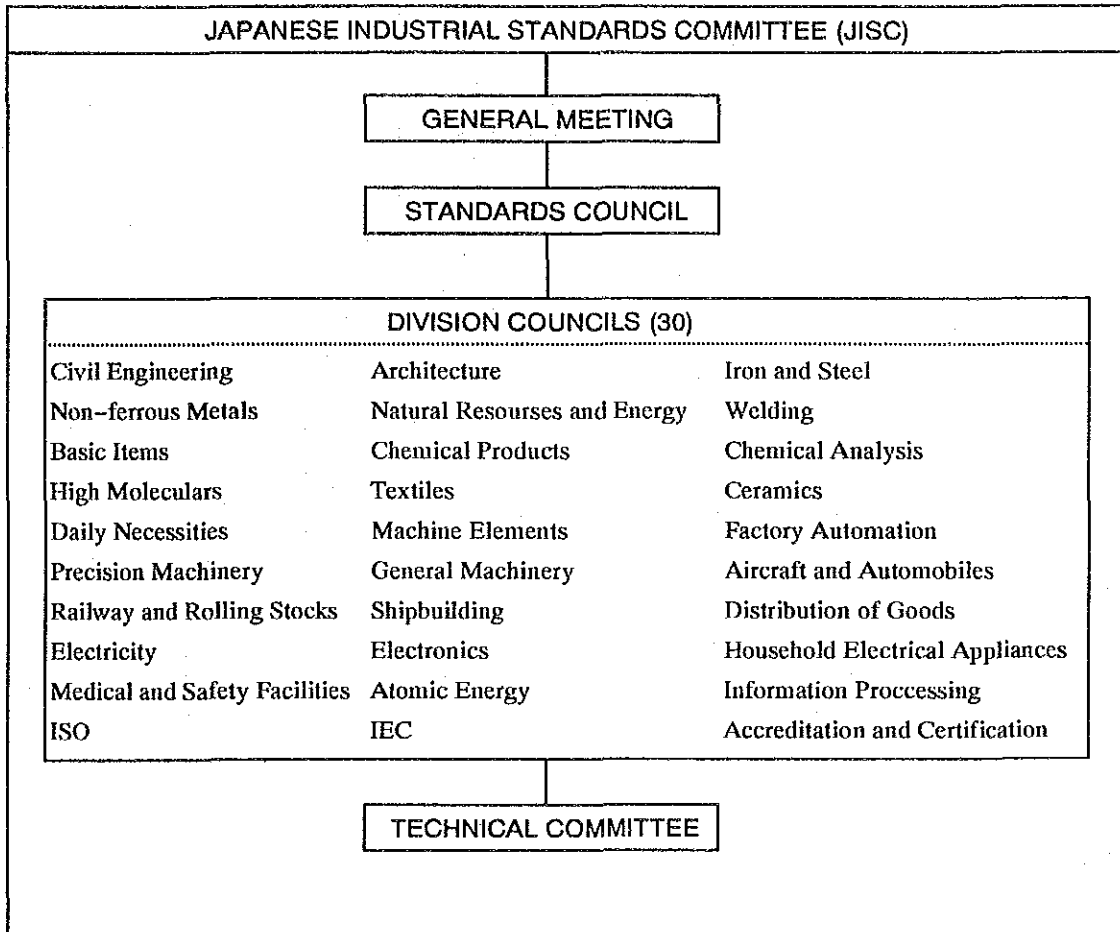 JAPANESE INDUSTRIAL STANDARDS COMMITTEE (JISC)
GENERAL MEETING
STANDARDS COUNCIL
DIVISION COUNCILS (30)
Civil Engineering Architecture Iron and Steel
Non-ferrous Metals Natural Resourses and Energy Welding
Basic Items Chemical Products Chemical Analysis
High Moleculars Textiles Ceramics
Daily Necessities Machine Elements Factory Automation
Precision Machinery General Machinery Aircraft and Automobiles
Railway and Rolling Stocks Shipbuilding Distribution of Goods
Electricity Electronics Household Electrical Appliances
Medical and Safety Facilities Atomic Energy Information Proccessing
ISO IEC Accreditation and Certification
TECHNICAL COMMITTEE